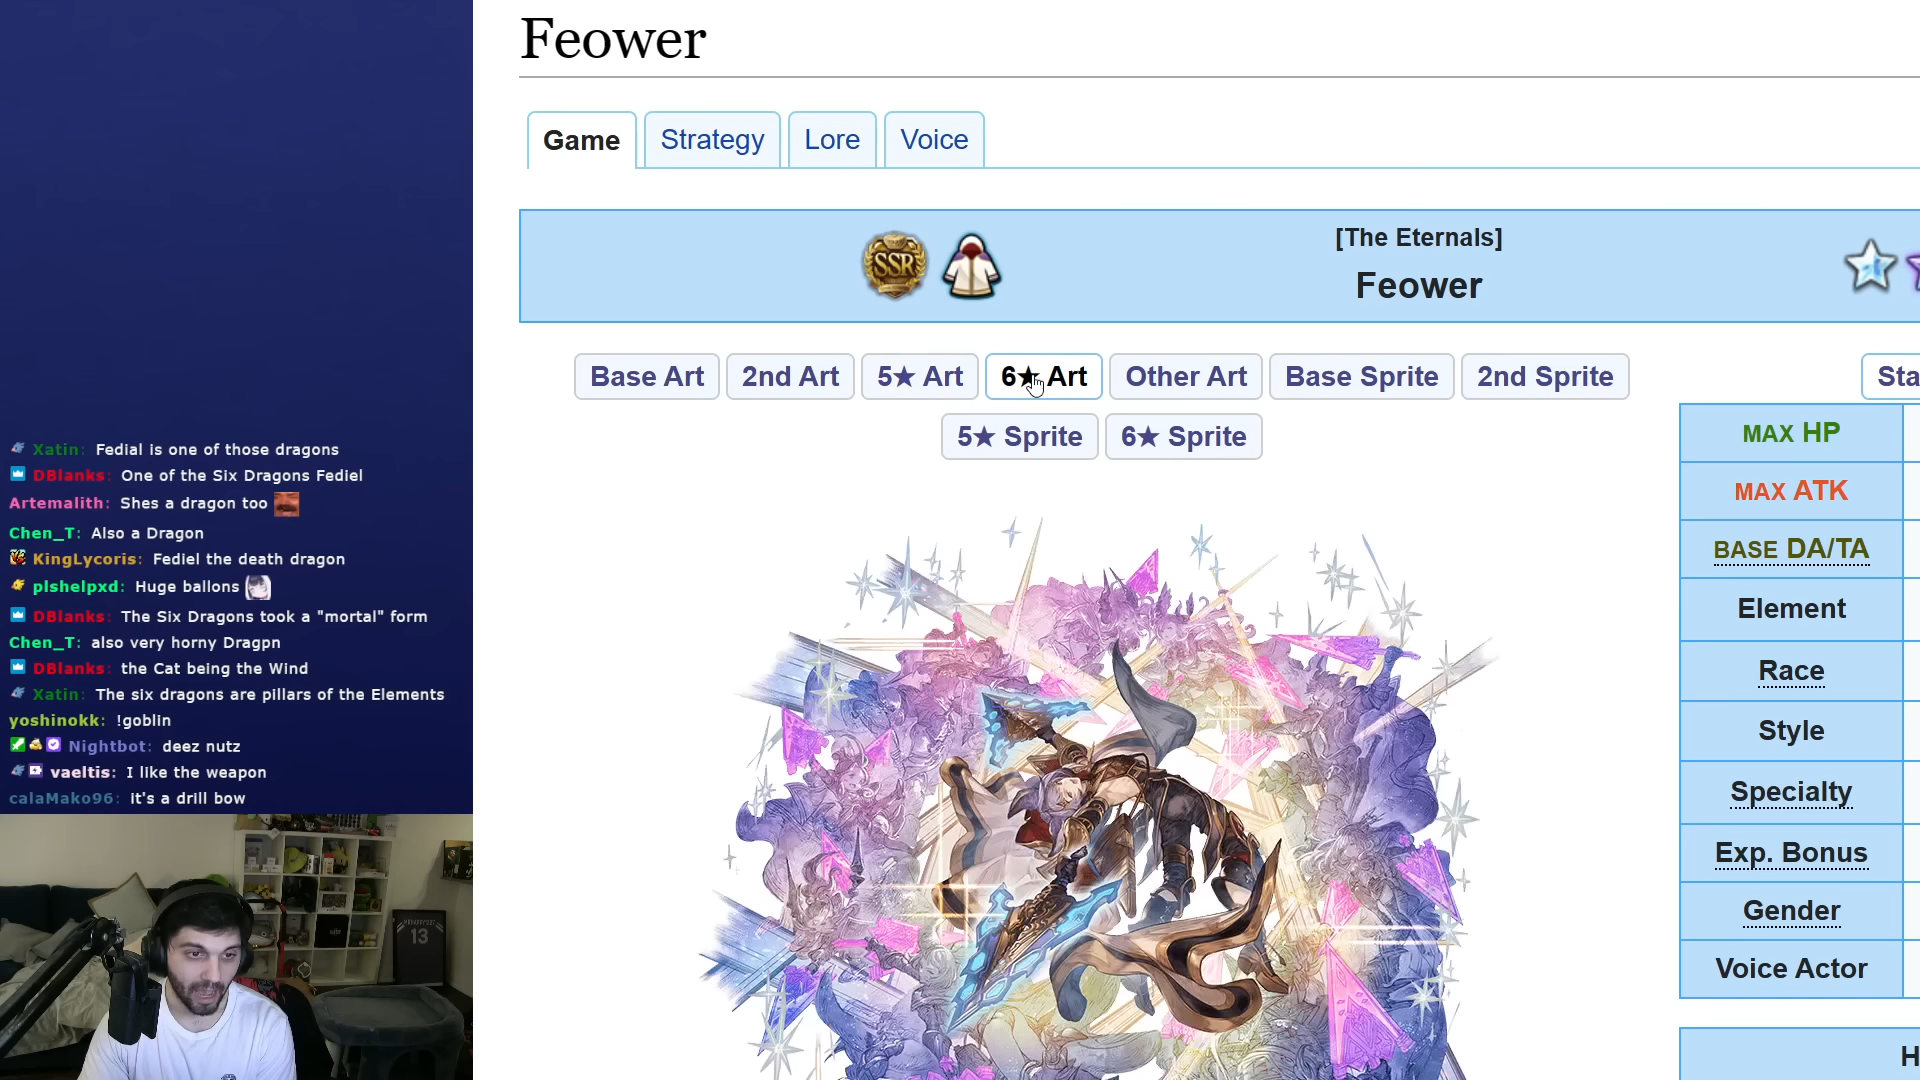 Feower
Game
Strategy
Lore
Voice
SSR
[The Eternals]
Feower
Base Art
2nd Art
5★ Art
6★ Art
Other Art
Base Sprite
2nd Sprite
Sta
5★ Sprite
6★ Sprite
MAX HP
MAX ATK
BASE DA/TA
Element
Race
Style
Specialty
Exp. Bonus
Gender
Voice Actor
H
Xatin: Fedial is one of those dragons
DBlanks: One of the Six Dragons Fediel
Artemalith: Shes a dragon too
Chen_T: Also a Dragon
KingLycoris: Fediel the death dragon
plshelpxd: Huge ballons
DBlanks: The Six Dragons took a "mortal" form
Chen_T: also very horny Dragpn
DBlanks: the Cat being the Wind
Xatin: The six dragons are pillars of the Elements
yoshinokk: !goblin
Nightbot: deez nutz
vaeltis: I like the weapon
calaMako96: it's a drill bow
13